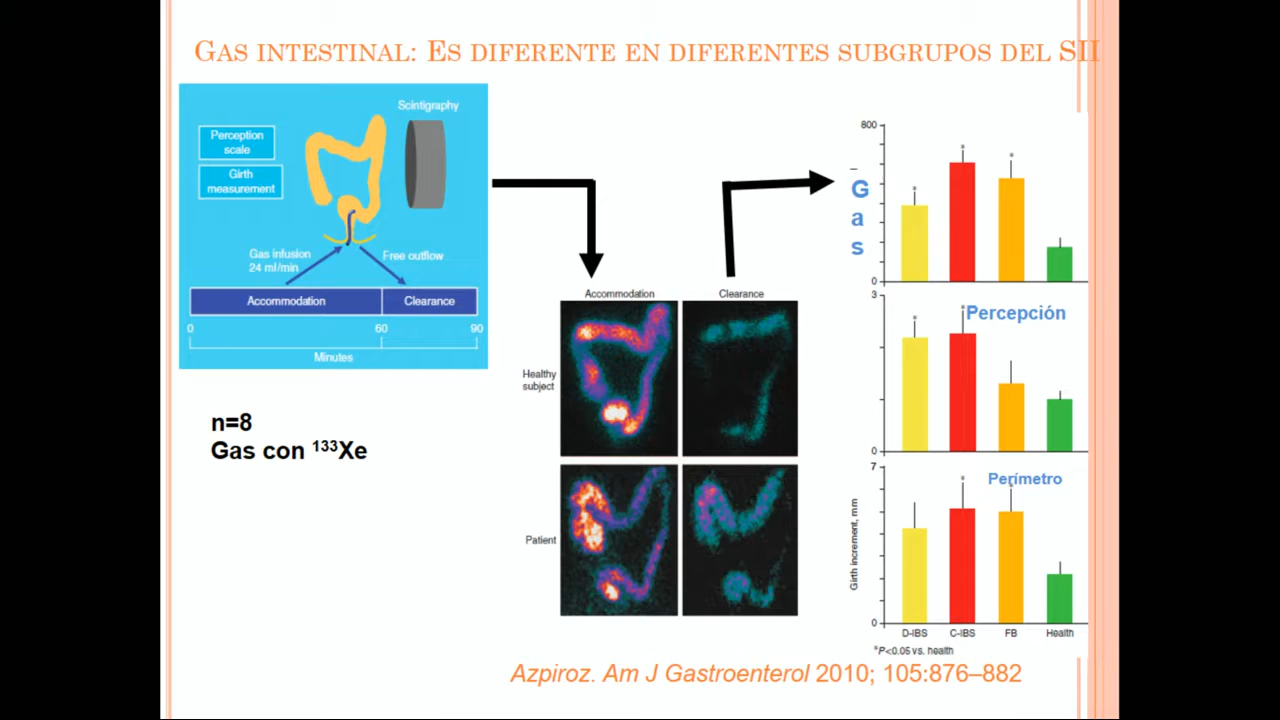 GAS INTESTINAL: ES DIFERENTE EN DIFERENTES SUBGRUPOS DEL SII
Scintigraphy
Perception
scale
Girth
measurement
Gas infusion
24 ml/min
Free outflow
Accommodation
Clearance
0
60
90
Minutes
n=8
Gas con ¹³³Xe
Accommodation
Clearance
Healthy
subject
Patient
800
*
*
*
Gas
0
3
*
*
Percepción
0
7
*
*
Perímetro
Girth increment, mm
0
D-IBS
C-IBS
FB
Health
*P<0.05 vs. health
Azpiroz. Am J Gastroenterol 2010; 105:876–882